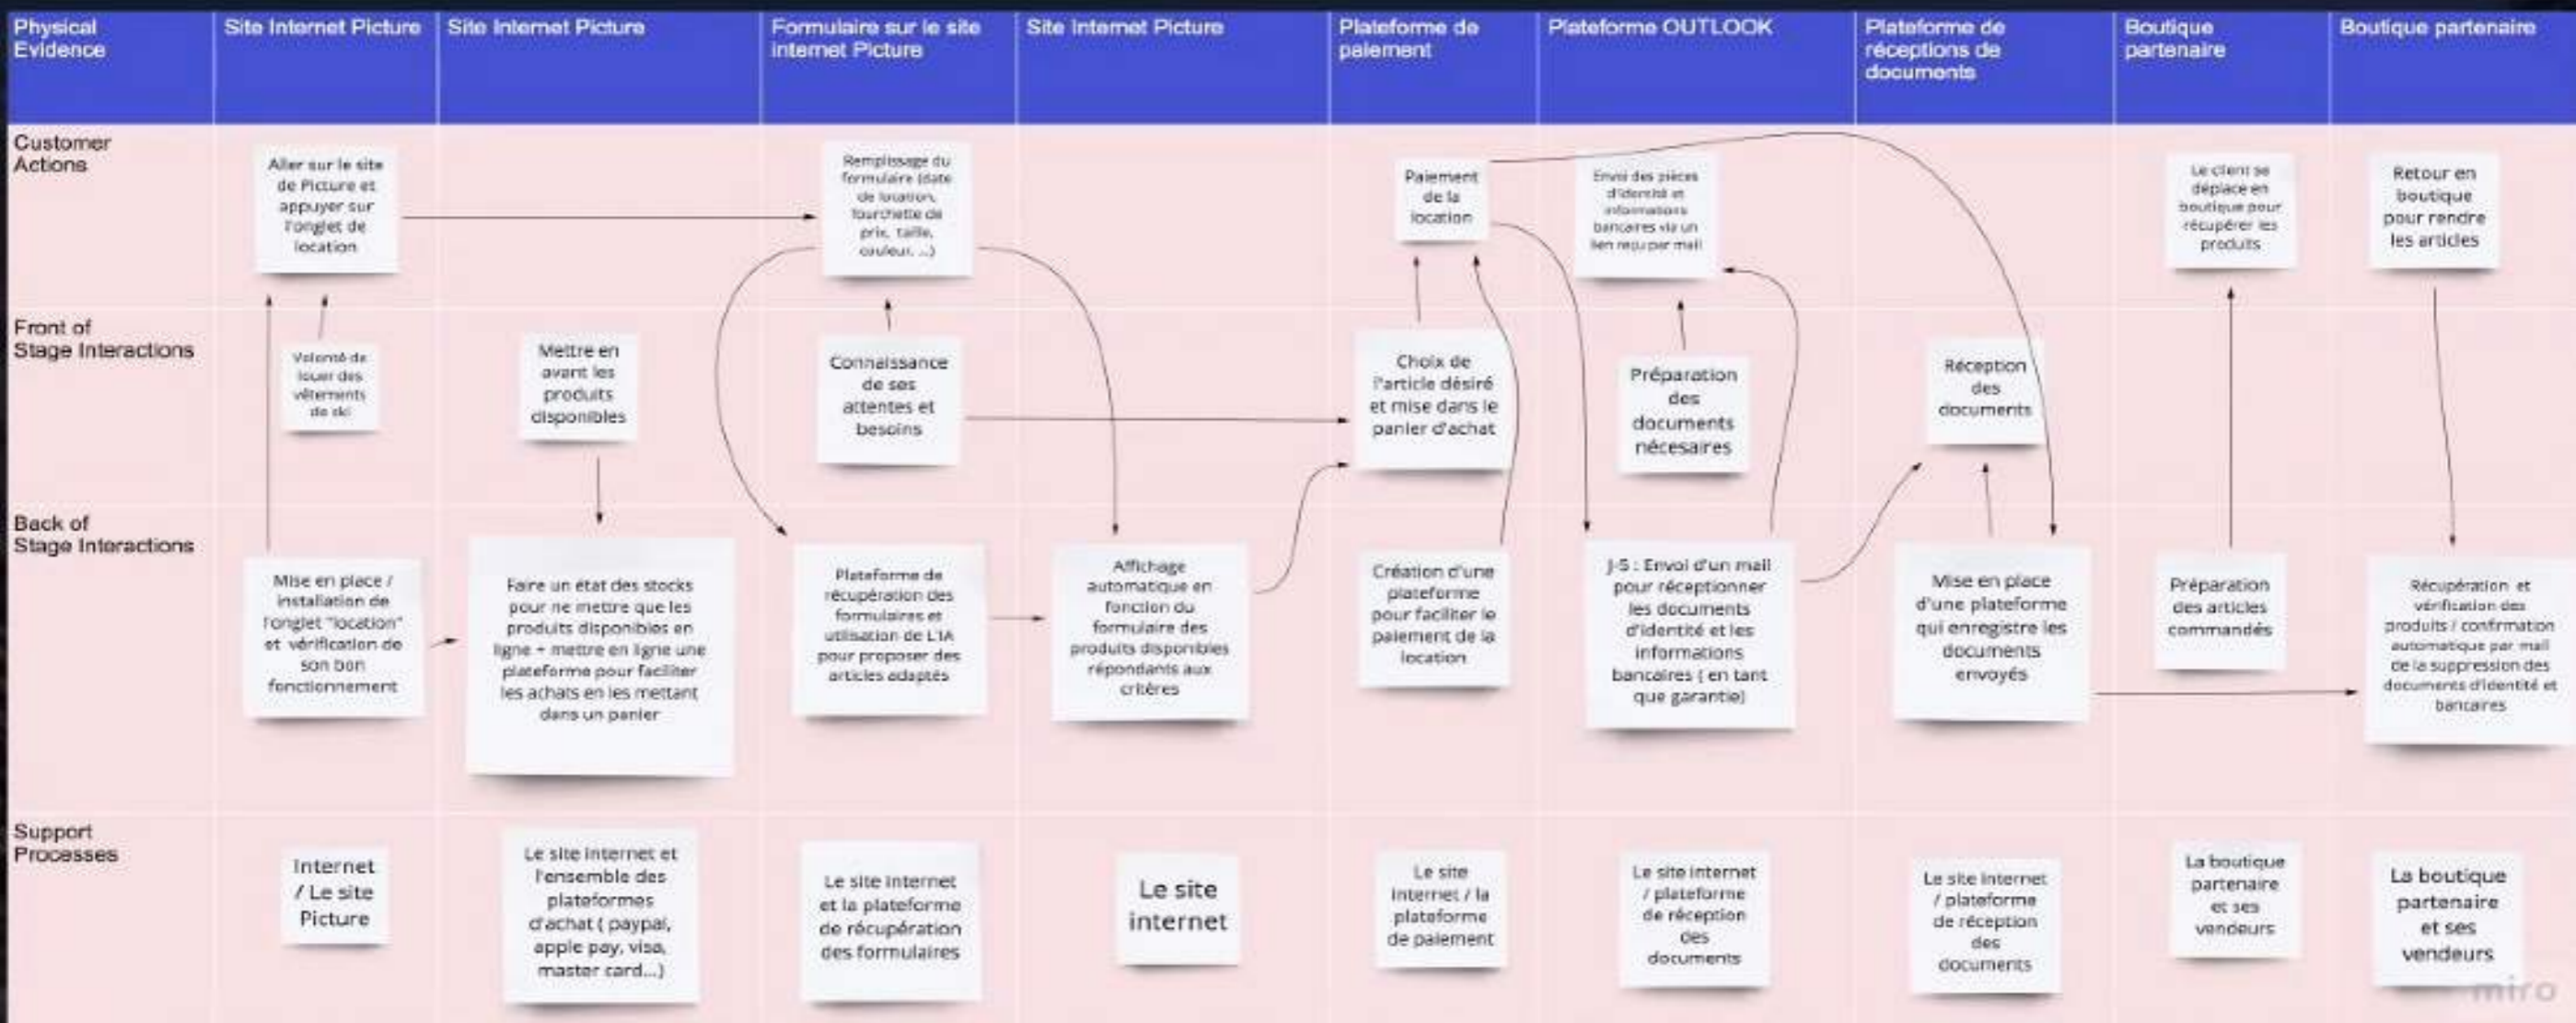 Physical
Evidence
Site Internet Picture
Site Internet Picture
Formulaire sur le site
internet Picture
Site Internet Picture
Plateforme de
paiement
Plateforme OUTLOOK
Plateforme de
réceptions de
documents
Boutique
partenaire
Boutique partenaire
Customer
Actions
Aller sur le site
de Picture et
appuyer sur
l'onglet de
location
Remplissage du
formulaire (date
de location,
fourchette de
prix, taille,
couleur, ...)
Paiement
de la
location
Envoi des pièces
d'identité et
informations
bancaires via un
lien reçu par mail
Le client se
déplace en
boutique pour
récupérer les
produits
Retour en
boutique
pour rendre
les articles
Front of
Stage Interactions
Volonté de
louer des
vêtements
de ski
Mettre en
avant les
produits
disponibles
Connaissance
de ses
attentes et
besoins
Choix de
l'article désiré
et mise dans le
panier d'achat
Préparation
des
documents
nécesaires
Réception
des
documents
Back of
Stage Interactions
Mise en place /
installation de
l'onglet "location"
et vérification de
son bon
fonctionnement
Faire un état des stocks
pour ne mettre que les
produits disponibles en
ligne + mettre en ligne une
plateforme pour faciliter
les achats en les mettant
dans un panier
Plateforme de
récupération des
formulaires et
utilisation de L'IA
pour proposer des
articles adaptés
Affichage
automatique en
fonction du
formulaire des
produits disponibles
répondants aux
critères
Création d'une
plateforme
pour faciliter le
paiement de la
location
J-5 : Envoi d'un mail
pour réceptionner
les documents
d'identité et les
informations
bancaires ( en tant
que garantie)
Mise en place
d'une plateforme
qui enregistre les
documents
envoyés
Préparation
des articles
commandés
Récupération et
vérification des
produits / confirmation
automatique par mail
de la suppression des
documents d'identité et
bancaires
Support
Processes
Internet
/ Le site
Picture
Le site internet et
l'ensemble des
plateformes
d'achat ( paypal,
apple pay, visa,
master card...)
Le site internet
et la plateforme
de récupération
des formulaires
Le site
internet
Le site
internet / la
plateforme
de paiement
Le site internet
/ plateforme
de réception
des
documents
Le site internet
/ plateforme
de réception
des
documents
La boutique
partenaire
et ses
vendeurs
La boutique
partenaire
et ses
vendeurs
miro